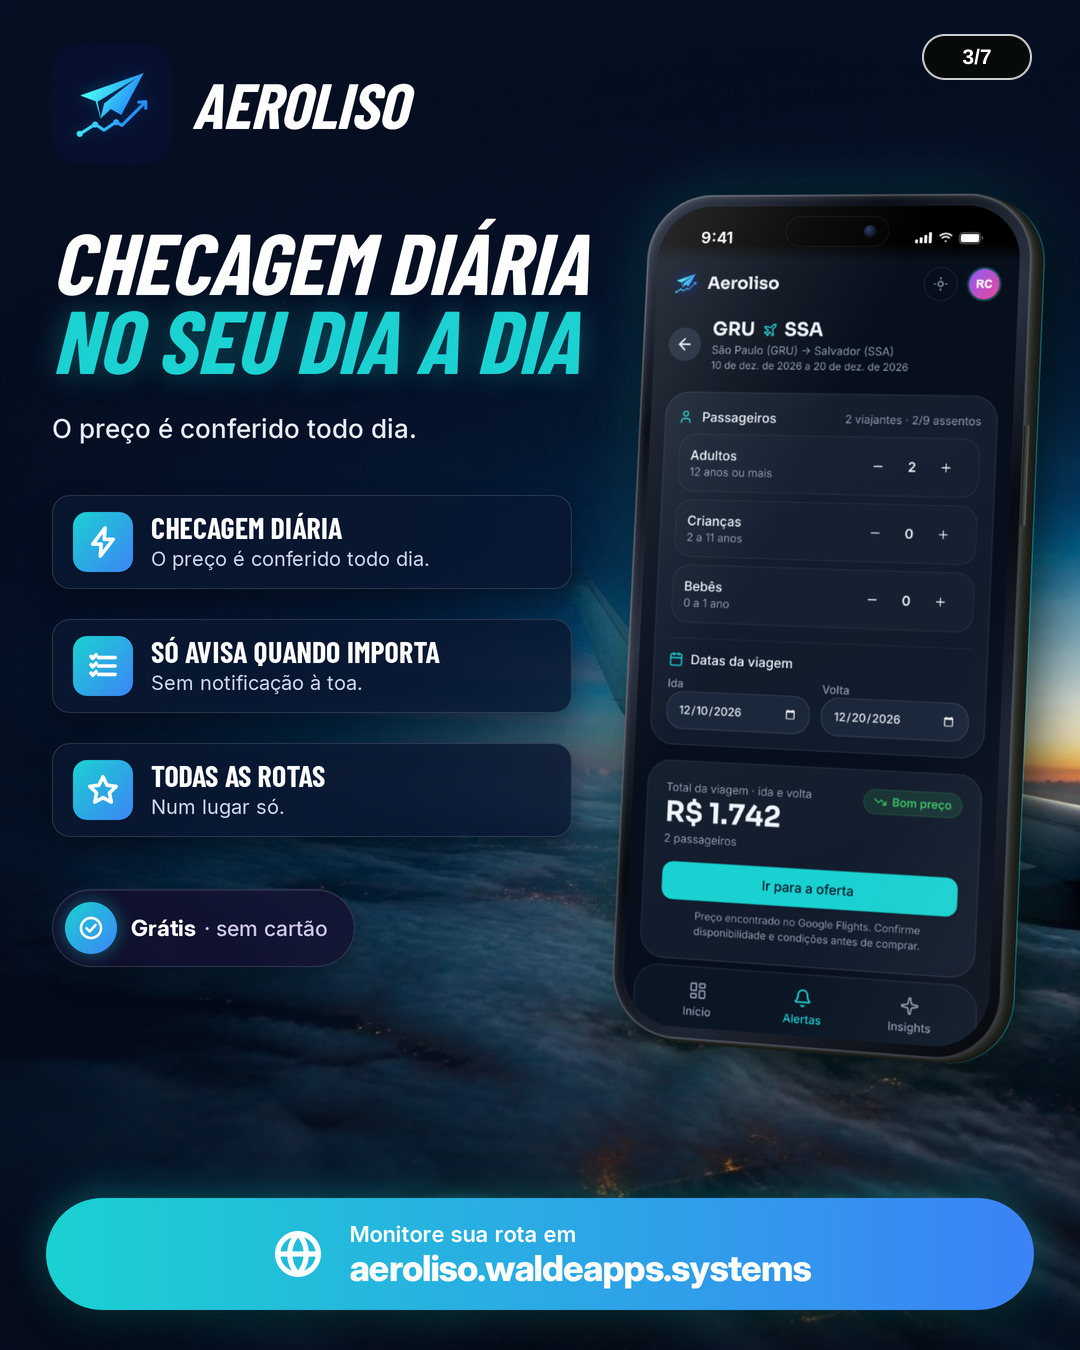 AEROLISO
3/7
CHECAGEM DIÁRIA
NO SEU DIA A DIA
O preço é conferido todo dia.
CHECAGEM DIÁRIA
O preço é conferido todo dia.
SÓ AVISA QUANDO IMPORTA
Sem notificação à toa.
TODAS AS ROTAS
Num lugar só.
Grátis · sem cartão
9:41
Aeroliso
RC
GRU SSA
São Paulo (GRU) → Salvador (SSA)
10 de dez. de 2026 a 20 de dez. de 2026
Passageiros 2 viajantes · 2/9 assentos
Adultos
12 anos ou mais
− 2 +
Crianças
2 a 11 anos
− 0 +
Bebês
0 a 1 ano
− 0 +
Datas da viagem
Ida Volta
12/10/2026 12/20/2026
Total da viagem · ida e volta
R$ 1.742
Bom preço
2 passageiros
Ir para a oferta
Preço encontrado no Google Flights. Confirme
disponibilidade e condições antes de comprar.
Início Alertas Insights
Monitore sua rota em
aeroliso.waldeapps.systems